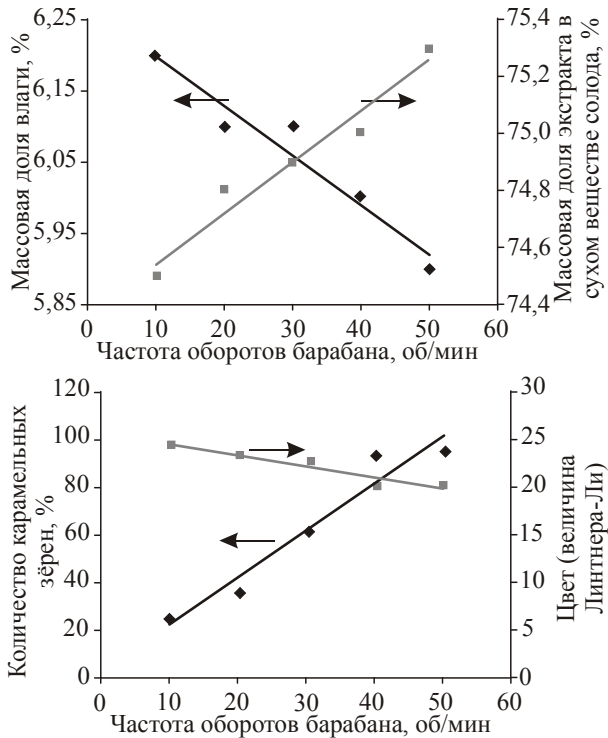 Массовая доля влаги, %
6,25
6,15
6,05
5,95
5,85
75,4
75,2
75,0
74,8
74,6
74,4
Массовая доля экстракта в
сухом веществе солода, %
0 10 20 30 40 50 60
Частота оборотов барабана, об/мин
Количество карамельных
зёрен, %
120
100
80
60
40
20
0
30
25
20
15
10
5
0
Цвет (величина
Линтнера-Ли)
0 10 20 30 40 50 60
Частота оборотов барабана, об/мин